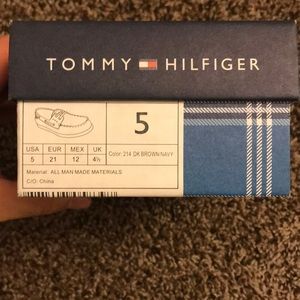 TOMMY HILFIGER
5
USA EUR MEX UK
5 21 12 4½
Color: 214 DK BROWN/NAVY
Material: ALL MAN MADE MATERIALS
C/O: China